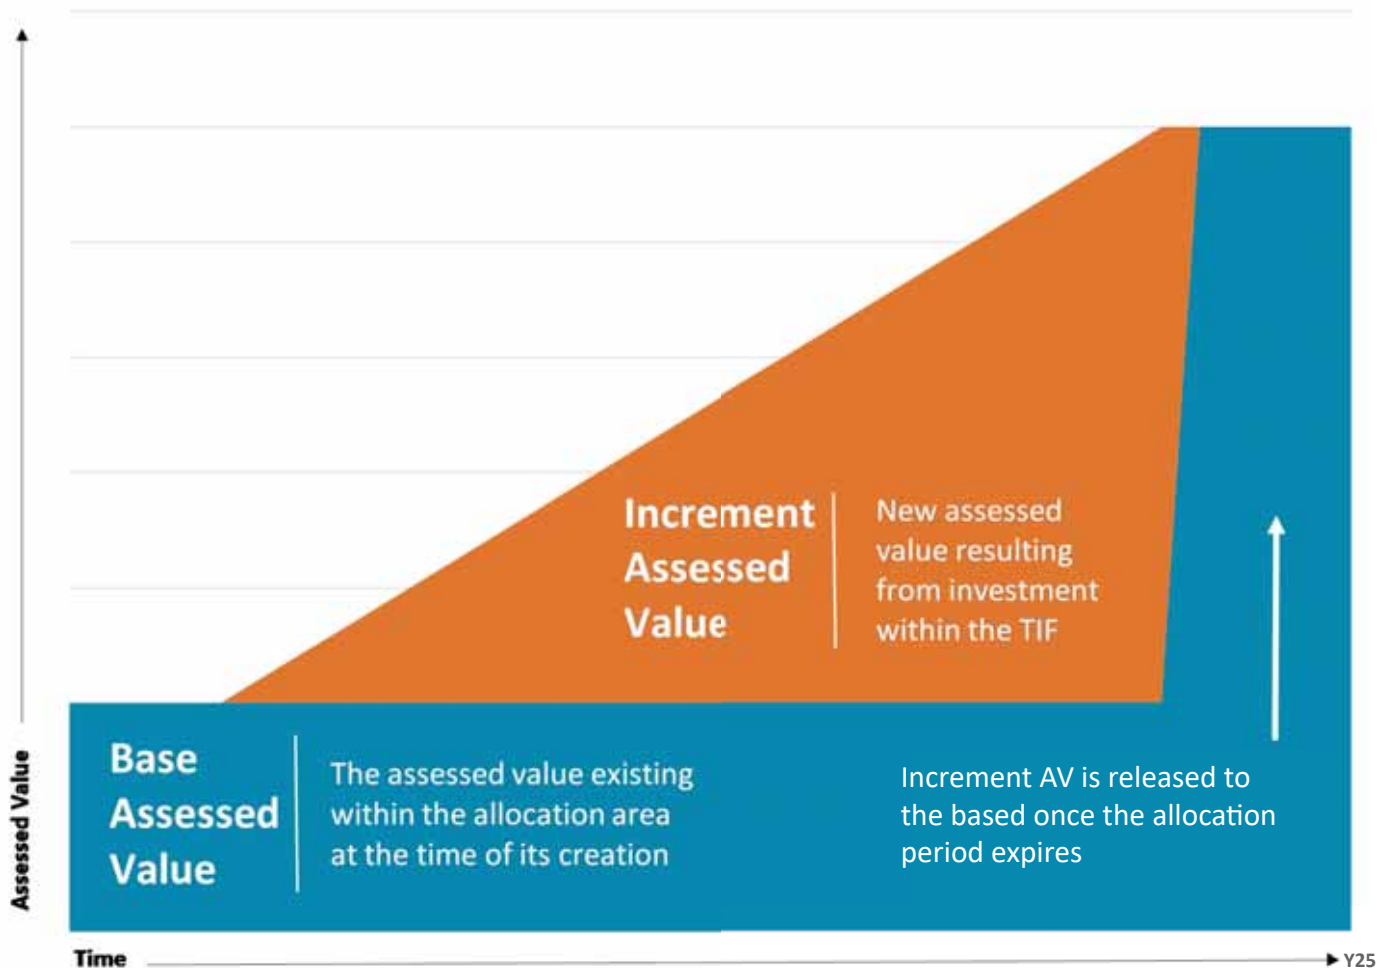 Increment
Assessed
Value
New assessed
value resulting
from investment
within the TIF
Base
Assessed
Value
The assessed value existing
within the allocation area
at the time of its creation
Increment AV is released to
the based once the allocation
period expires
Assessed Value
Time
Y25